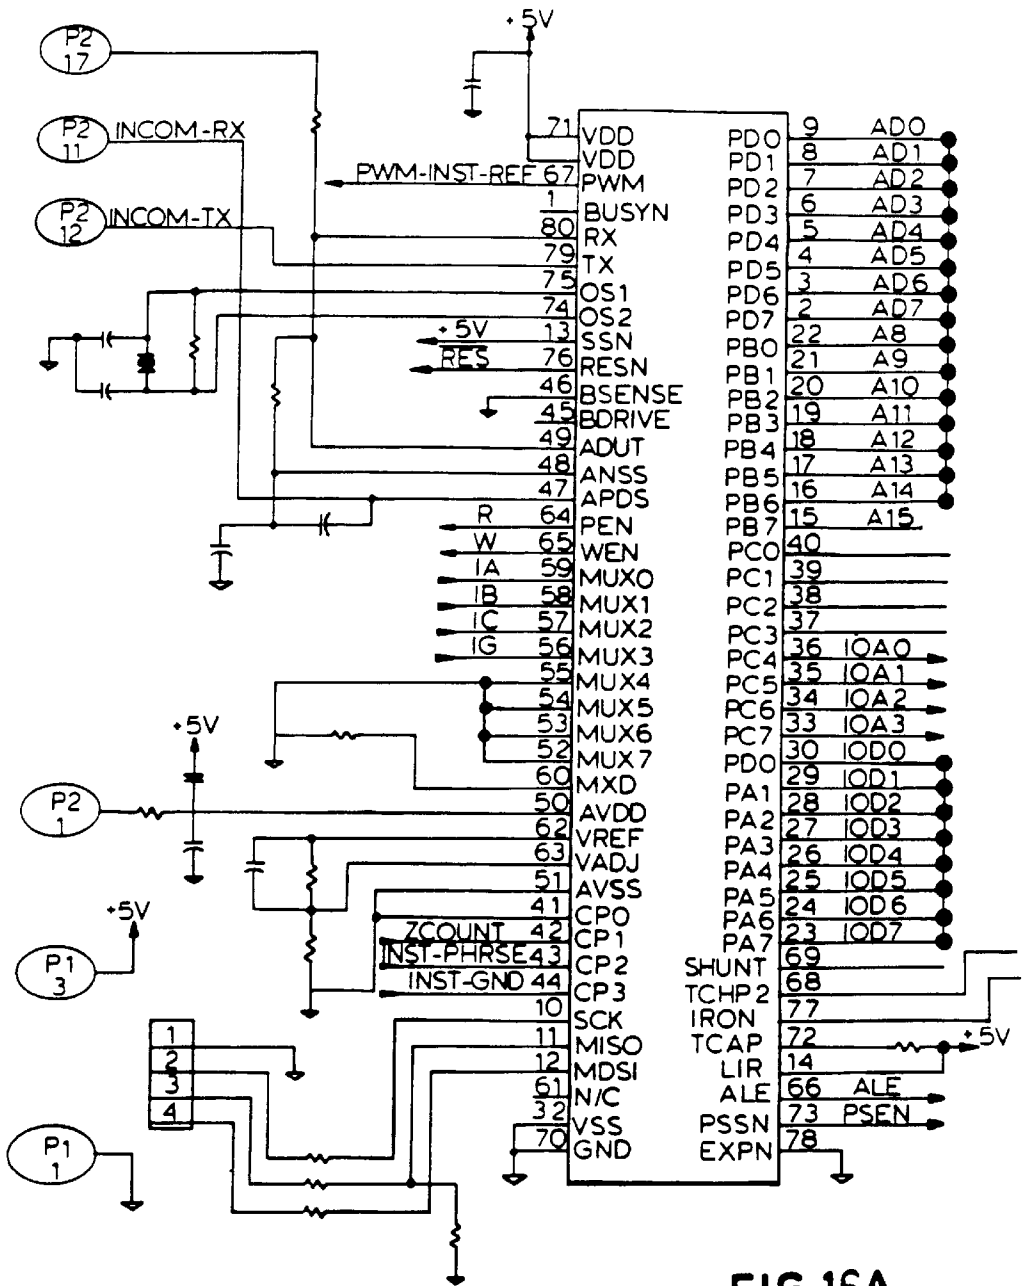 +5V
P2
17
P2
11
INCOM-RX
P2
12
INCOM-TX
PWM-INST-REF
+5V
RES
R
W
IA
IB
IC
IG
+5V
P2
1
+5V
P1
3
ZCOUNT
INST-PHRSE
INST-GND
1
2
3
4
P1
1
71 VDD
VDD
67 PWM
1 BUSYN
80 RX
79 TX
75 OS1
74 OS2
13 SSN
76 RESN
46 BSENSE
45 BDRIVE
49 ADUT
48 ANSS
47 APDS
64 PEN
65 WEN
59 MUX0
58 MUX1
57 MUX2
56 MUX3
55 MUX4
54 MUX5
53 MUX6
52 MUX7
60 MXD
50 AVDD
62 VREF
63 VADJ
51 AVSS
41 CP0
42 CP1
43 CP2
44 CP3
10 SCK
11 MISO
12 MDSI
61 N/C
32 VSS
70 GND
PD0 9 AD0
PD1 8 AD1
PD2 7 AD2
PD3 6 AD3
PD4 5 AD4
PD5 4 AD5
PD6 3 AD6
PD7 2 AD7
PB0 22 A8
PB1 21 A9
PB2 20 A10
PB3 19 A11
PB4 18 A12
PB5 17 A13
PB6 16 A14
PB7 15 A15
PC0 40
PC1 39
PC2 38
PC3 37
PC4 36 IOA0
PC5 35 IOA1
PC6 34 IOA2
PC7 33 IOA3
PD0 30 IOD0
PA1 29 IOD1
PA2 28 IOD2
PA3 27 IOD3
PA4 26 IOD4
PA5 25 IOD5
PA6 24 IOD6
PA7 23 IOD7
SHUNT 69
TCHP2 68
IRON 77
TCAP 72
+5V
LIR 14
ALE 66 ALE
PSSN 73 PSEN
EXPN 78
FIG.16A